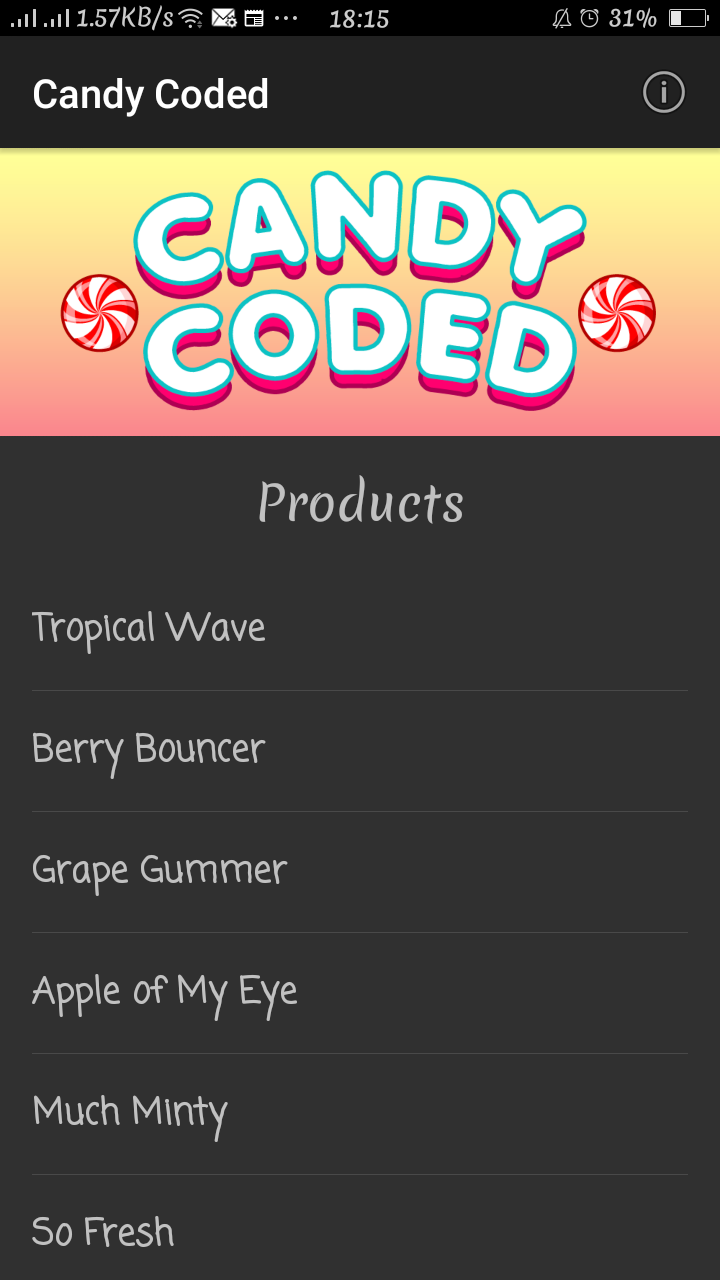 1.57KB/s ... 18:15 31%
Candy Coded
CANDY
CODED
Products
Tropical Wave
Berry Bouncer
Grape Gummer
Apple of My Eye
Much Minty
So Fresh